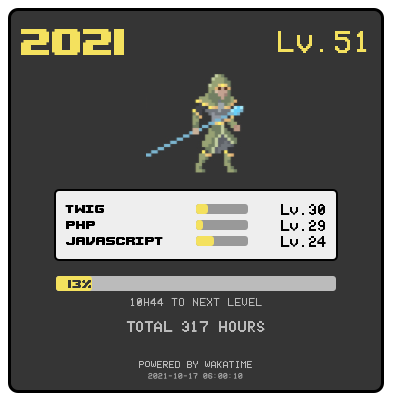 2021 Lv.51
TWIG Lv.30
PHP Lv.29
JAVASCRIPT Lv.24
13%
10H44 TO NEXT LEVEL
TOTAL 317 HOURS
POWERED BY WAKATIME
2021-10-17 06:00:10